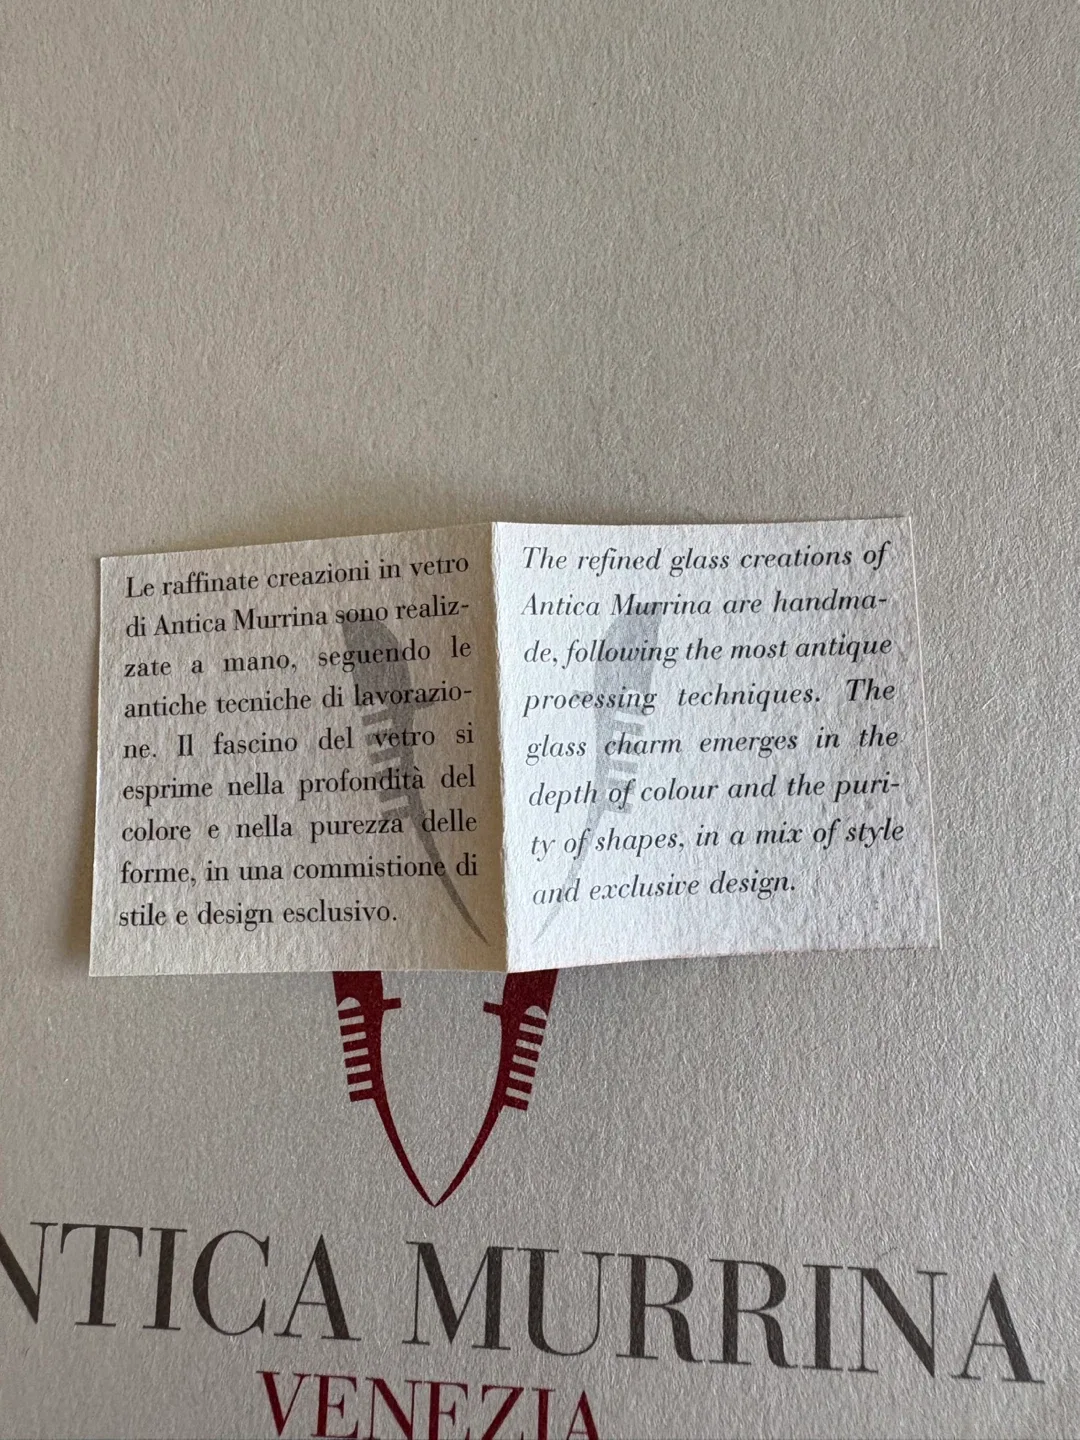 Le raffinate creazioni in vetro
di Antica Murrina sono realiz-
zate a mano, seguendo le
antiche tecniche di lavorazio-
ne. Il fascino del vetro si
esprime nella profondità del
colore e nella purezza delle
forme, in una commistione di
stile e design esclusivo.
The refined glass creations of
Antica Murrina are handma-
de, following the most antique
processing techniques. The
glass charm emerges in the
depth of colour and the puri-
ty of shapes, in a mix of style
and exclusive design.
NTICA MURRINA
VENEZIA